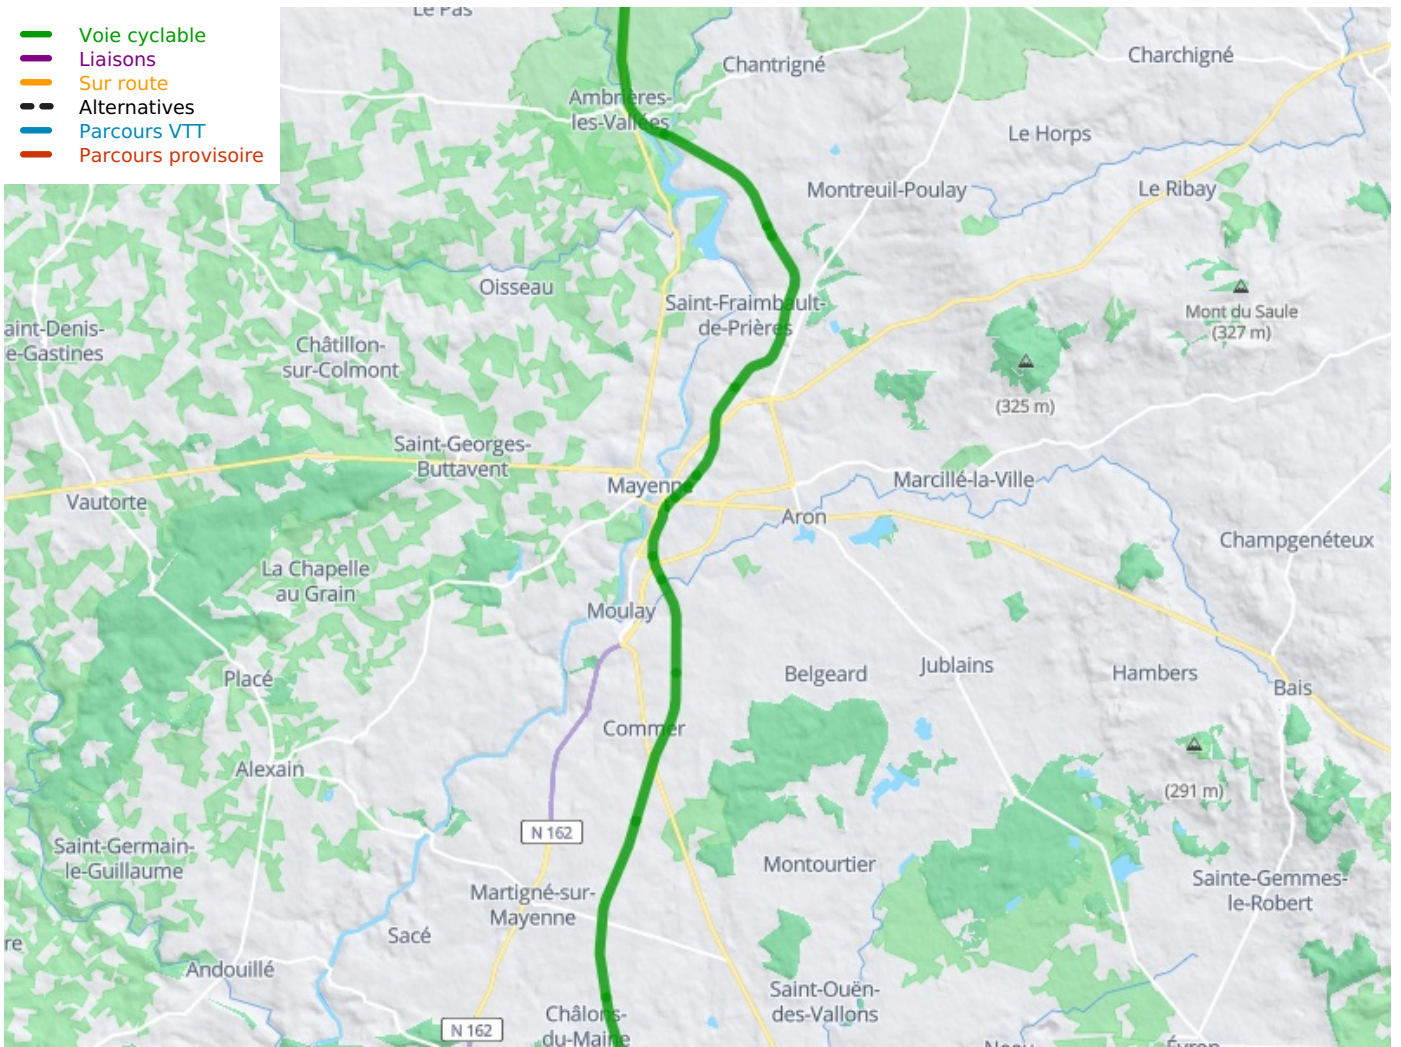 Le Pas
Voie cyclable
Liaisons
Sur route
Alternatives
Parcours VTT
Parcours provisoire
Chantrigné
Charchigné
Ambrières-
les-Vallées
Le Horps
Montreuil-Poulay
Le Ribay
Oisseau
Saint-Fraimbault-
de-Prières
Mont du Saule
(327 m)
aint-Denis-
e-Gastines
Châtillon-
sur-Colmont
(325 m)
Saint-Georges-
Buttavent
Mayenne
Marcillé-la-Ville
Vautorte
Aron
Champgenéteux
La Chapelle
au Grain
Moulay
Placé
Belgeard
Jublains
Hambers
Bais
Commer
Alexain
(291 m)
N 162
Saint-Germain-
le-Guillaume
Montourtier
Sainte-Gemmes-
le-Robert
Martigné-sur-
Mayenne
Sacé
re
Andouillé
Saint-Ouën-
des-Vallons
Châlons-
du-Maine
N 162
Évron